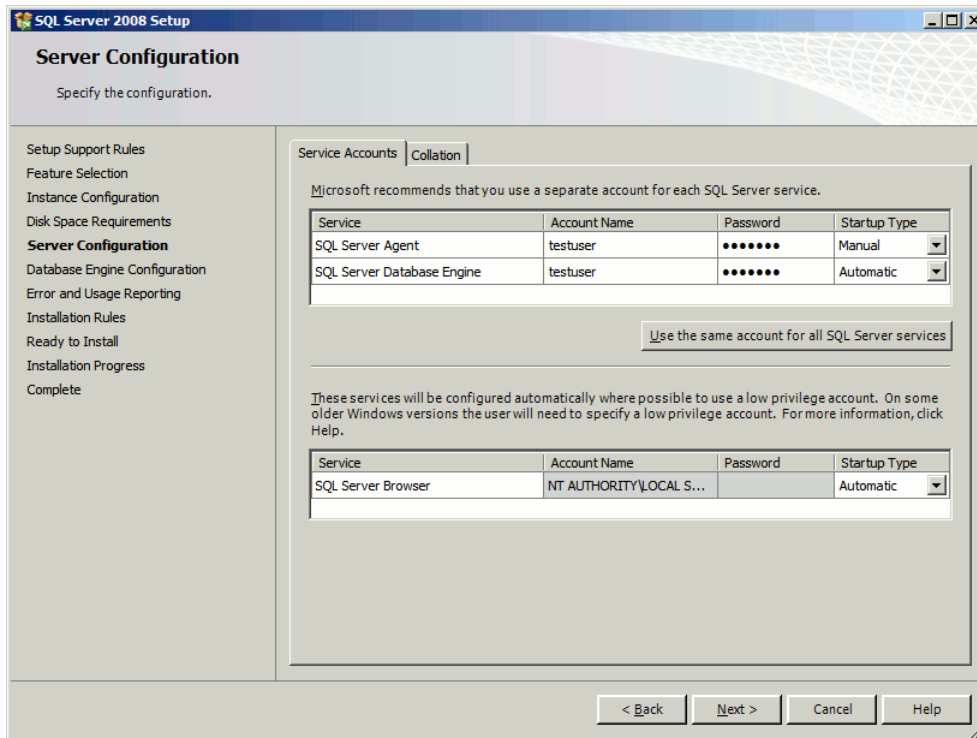 SQL Server 2008 Setup
Server Configuration
Specify the configuration.
Setup Support Rules
Feature Selection
Instance Configuration
Disk Space Requirements
Server Configuration
Database Engine Configuration
Error and Usage Reporting
Installation Rules
Ready to Install
Installation Progress
Complete
Service Accounts Collation
Microsoft recommends that you use a separate account for each SQL Server service.
Service Account Name Password Startup Type
SQL Server Agent testuser ●●●●●●● Manual
SQL Server Database Engine testuser ●●●●●●● Automatic
Use the same account for all SQL Server services
These services will be configured automatically where possible to use a low privilege account. On some
older Windows versions the user will need to specify a low privilege account. For more information, click
Help.
Service Account Name Password Startup Type
SQL Server Browser NT AUTHORITY\LOCAL S... Automatic
< Back Next > Cancel Help